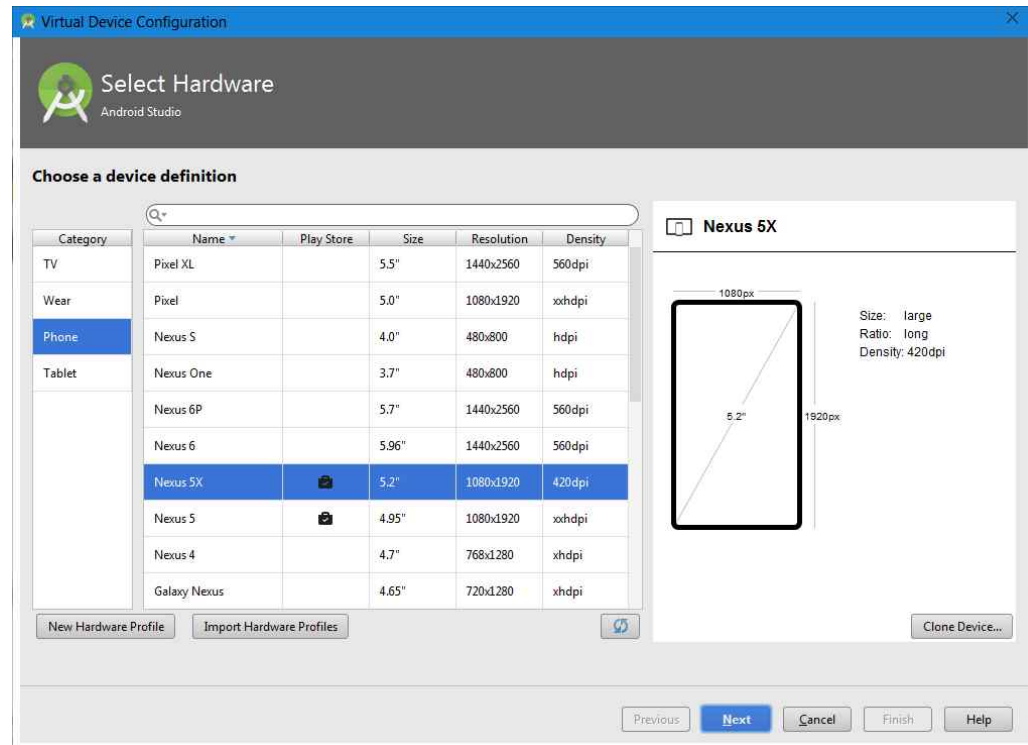 Virtual Device Configuration
Select Hardware
Android Studio
Choose a device definition
Category
TV
Wear
Phone
Tablet
Name Play Store Size Resolution Density
Pixel XL 5.5" 1440x2560 560dpi
Pixel 5.0" 1080x1920 xxhdpi
Nexus S 4.0" 480x800 hdpi
Nexus One 3.7" 480x800 hdpi
Nexus 6P 5.7" 1440x2560 560dpi
Nexus 6 5.96" 1440x2560 560dpi
Nexus 5X 5.2" 1080x1920 420dpi
Nexus 5 4.95" 1080x1920 xxhdpi
Nexus 4 4.7" 768x1280 xhdpi
Galaxy Nexus 4.65" 720x1280 xhdpi
New Hardware Profile Import Hardware Profiles
Nexus 5X
1080px
Size: large
Ratio: long
Density: 420dpi
5.2" 1920px
Clone Device...
Previous Next Cancel Finish Help